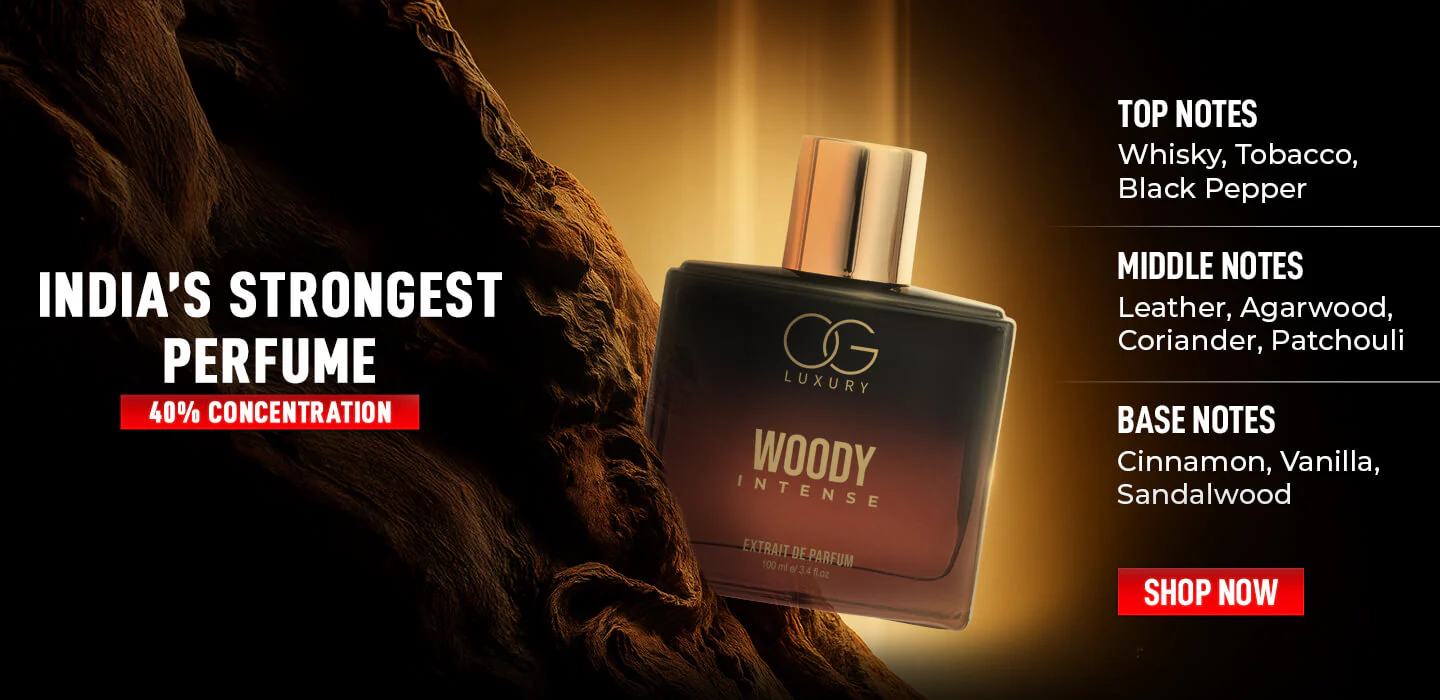 INDIA'S STRONGEST
PERFUME
40% CONCENTRATION
OG
LUXURY
WOODY
INTENSE
EXTRAIT DE PARFUM
100 ml e/ 3.4 fl.oz
TOP NOTES
Whisky, Tobacco,
Black Pepper
MIDDLE NOTES
Leather, Agarwood,
Coriander, Patchouli
BASE NOTES
Cinnamon, Vanilla,
Sandalwood
SHOP NOW